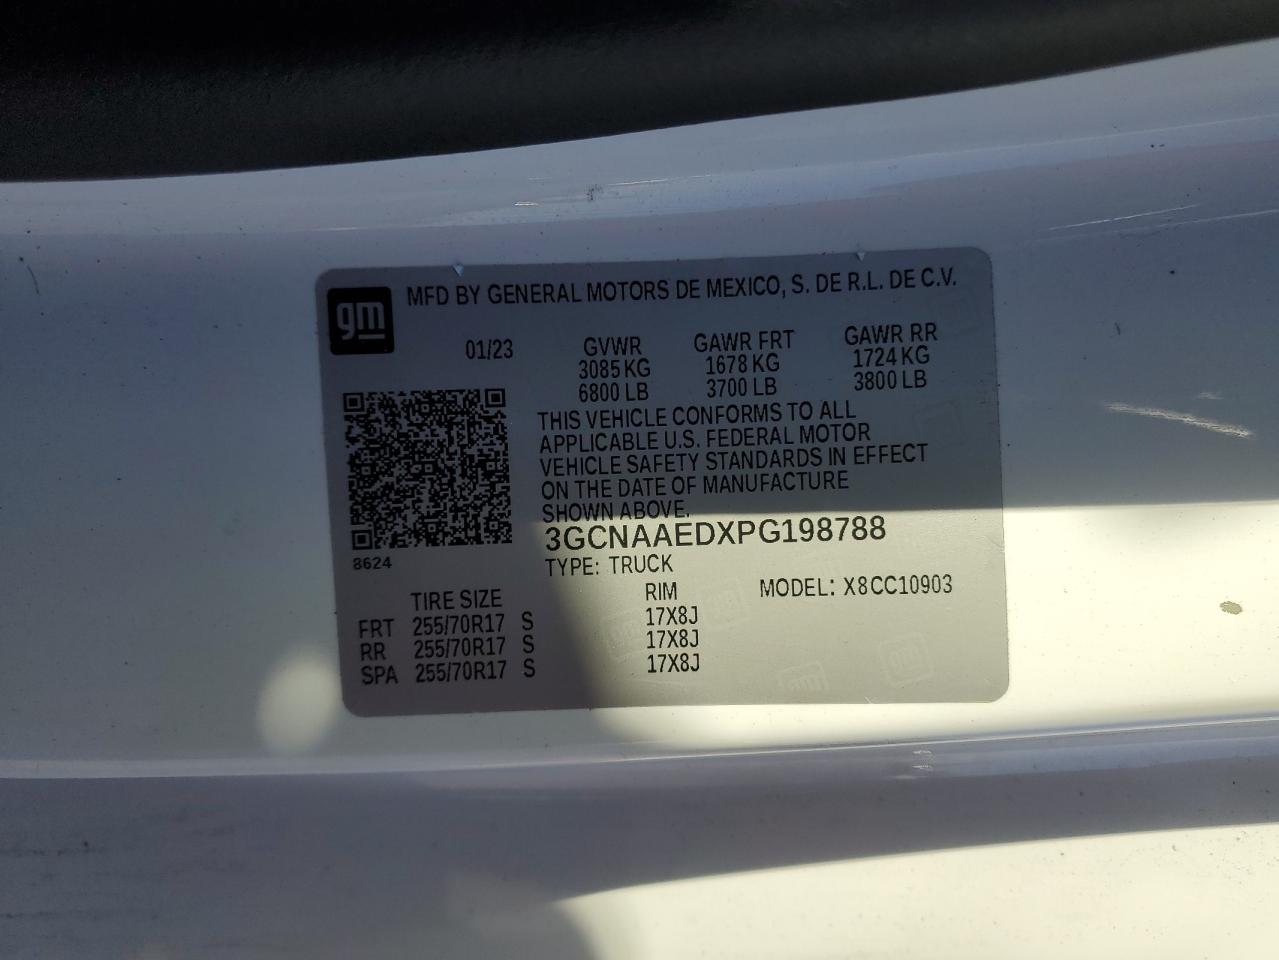 gm
MFD BY GENERAL MOTORS DE MEXICO, S. DE R.L. DE C.V.
01/23 GVWR GAWR FRT GAWR RR
3085 KG 1678 KG 1724 KG
6800 LB 3700 LB 3800 LB
THIS VEHICLE CONFORMS TO ALL
APPLICABLE U.S. FEDERAL MOTOR
VEHICLE SAFETY STANDARDS IN EFFECT
ON THE DATE OF MANUFACTURE
SHOWN ABOVE.
3GCNAAEDXPG198788
8624
TYPE: TRUCK
TIRE SIZE RIM MODEL: X8CC10903
FRT 255/70R17 S 17X8J
RR 255/70R17 S 17X8J
SPA 255/70R17 S 17X8J